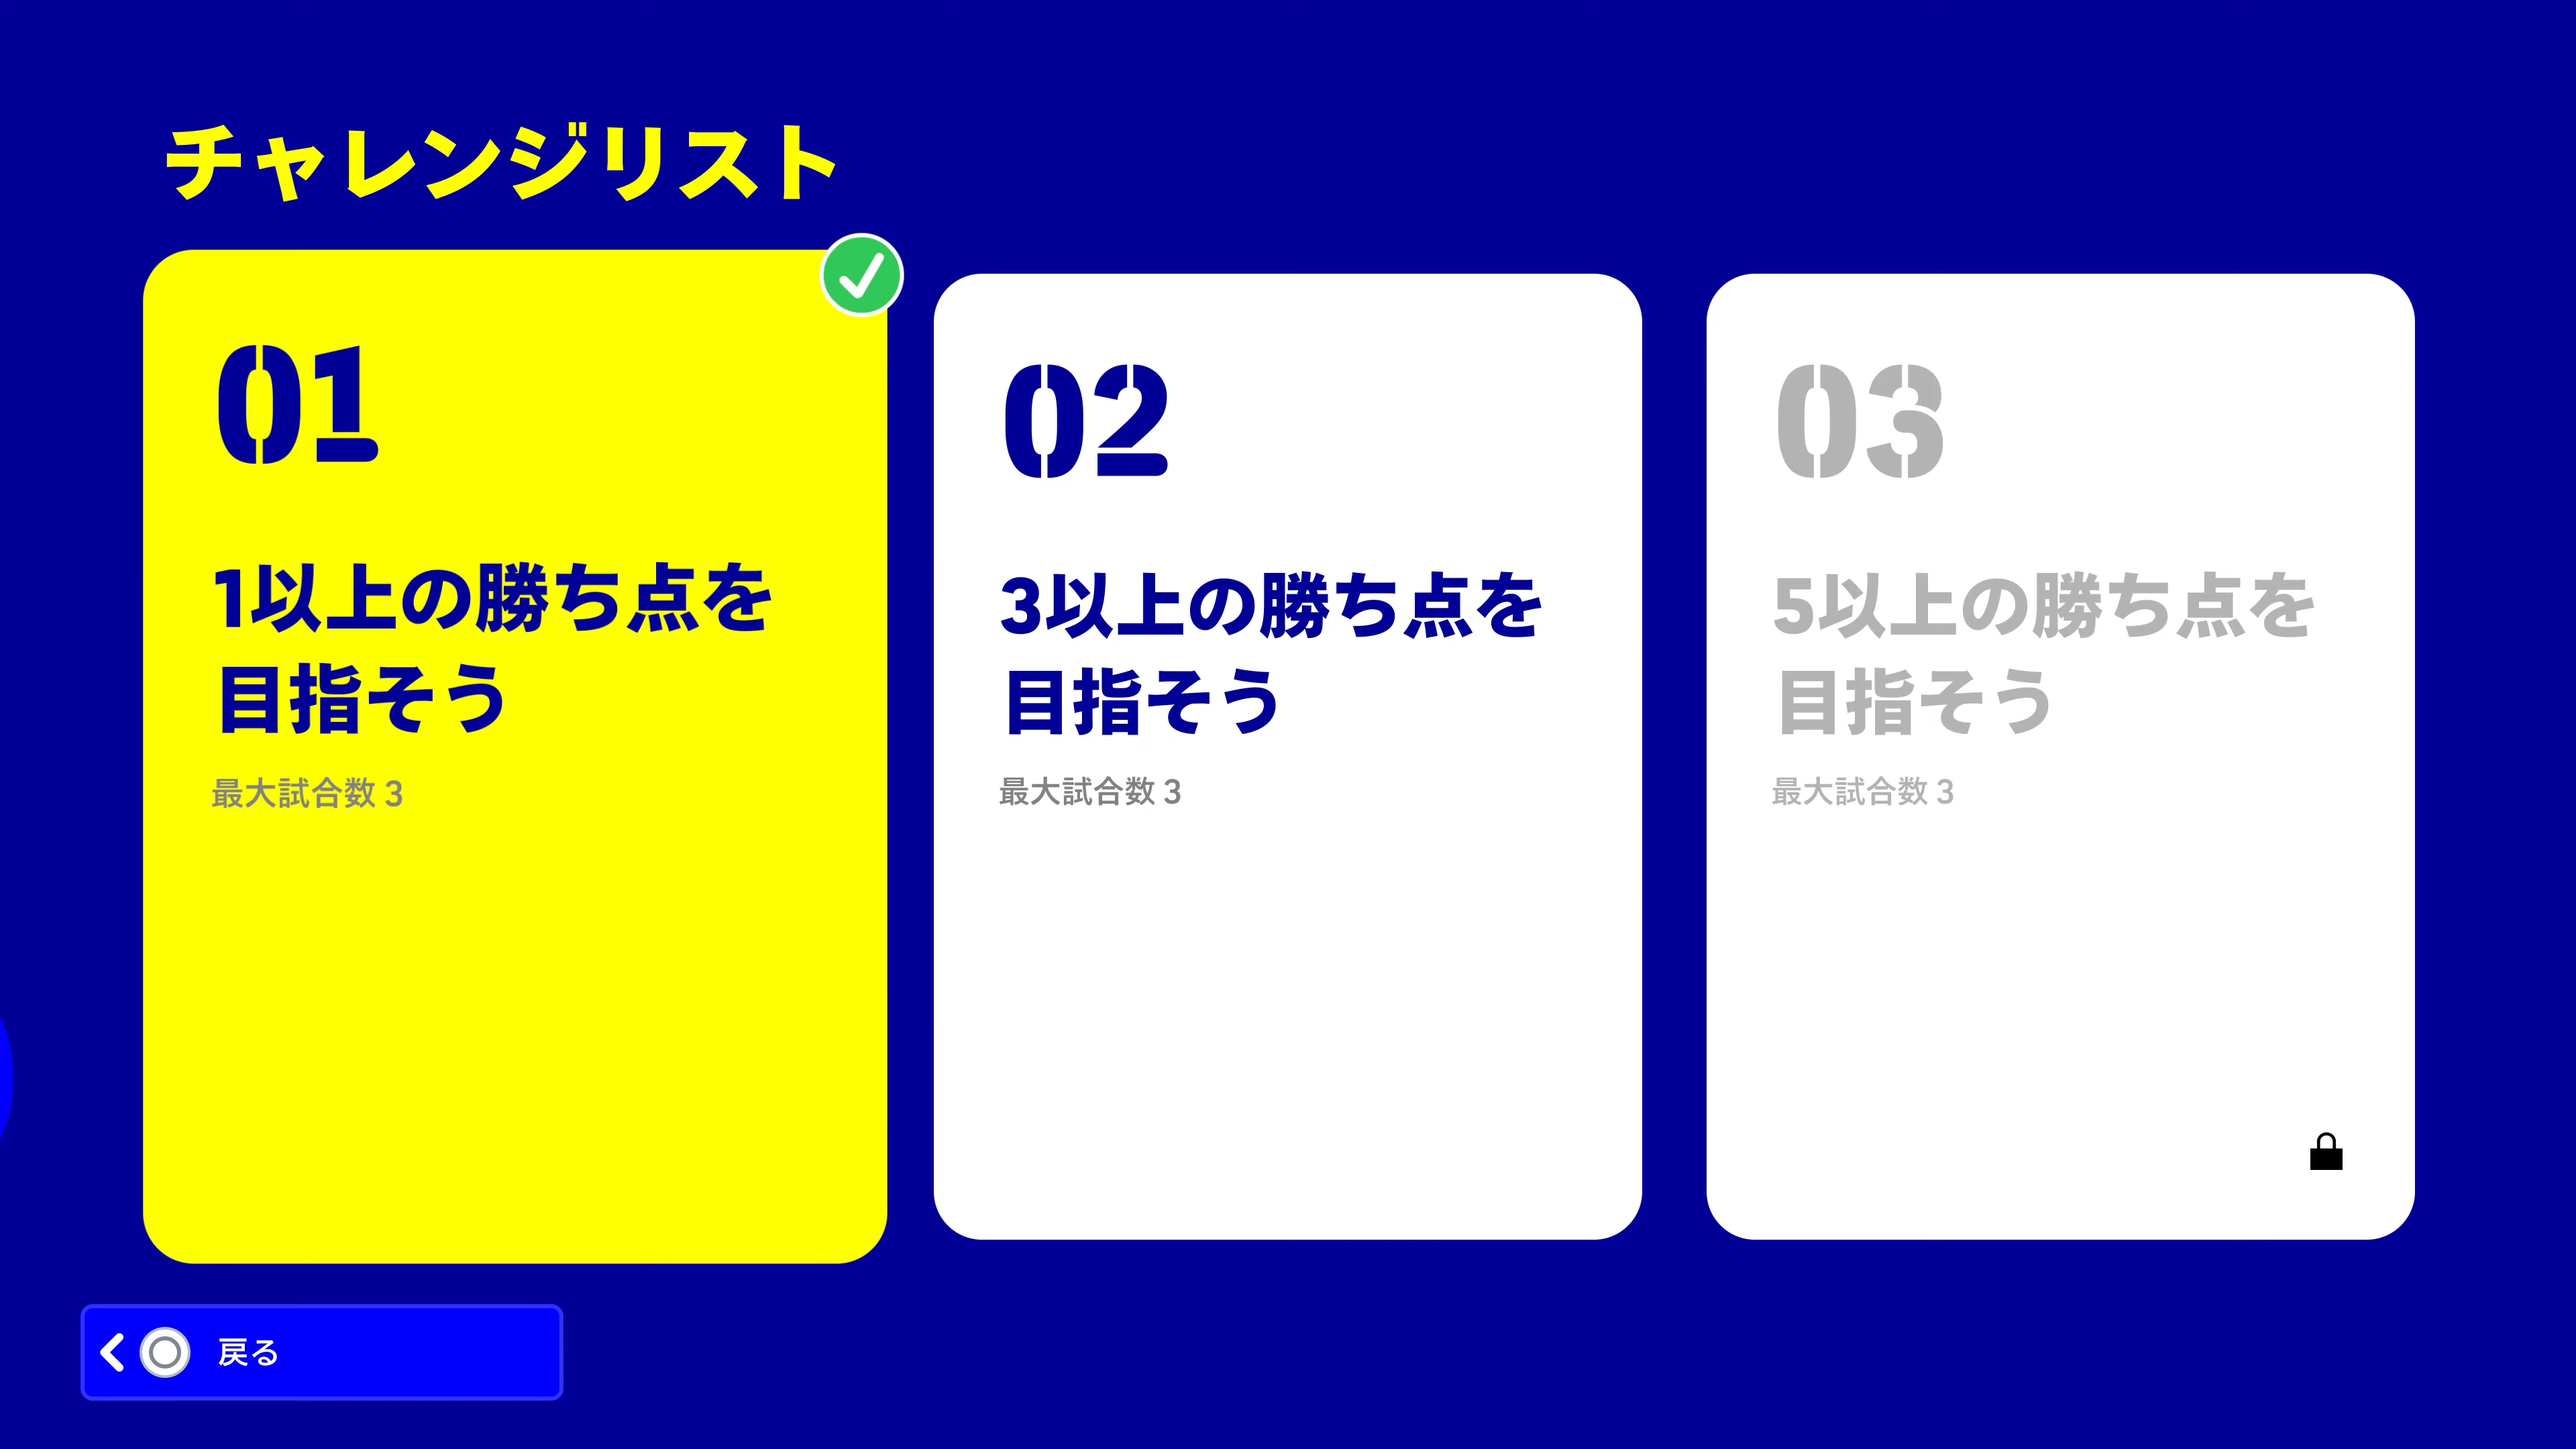 チャレンジリスト
01
1以上の勝ち点を
目指そう
最大試合数 3
02
3以上の勝ち点を
目指そう
最大試合数 3
03
5以上の勝ち点を
目指そう
最大試合数 3
戻る